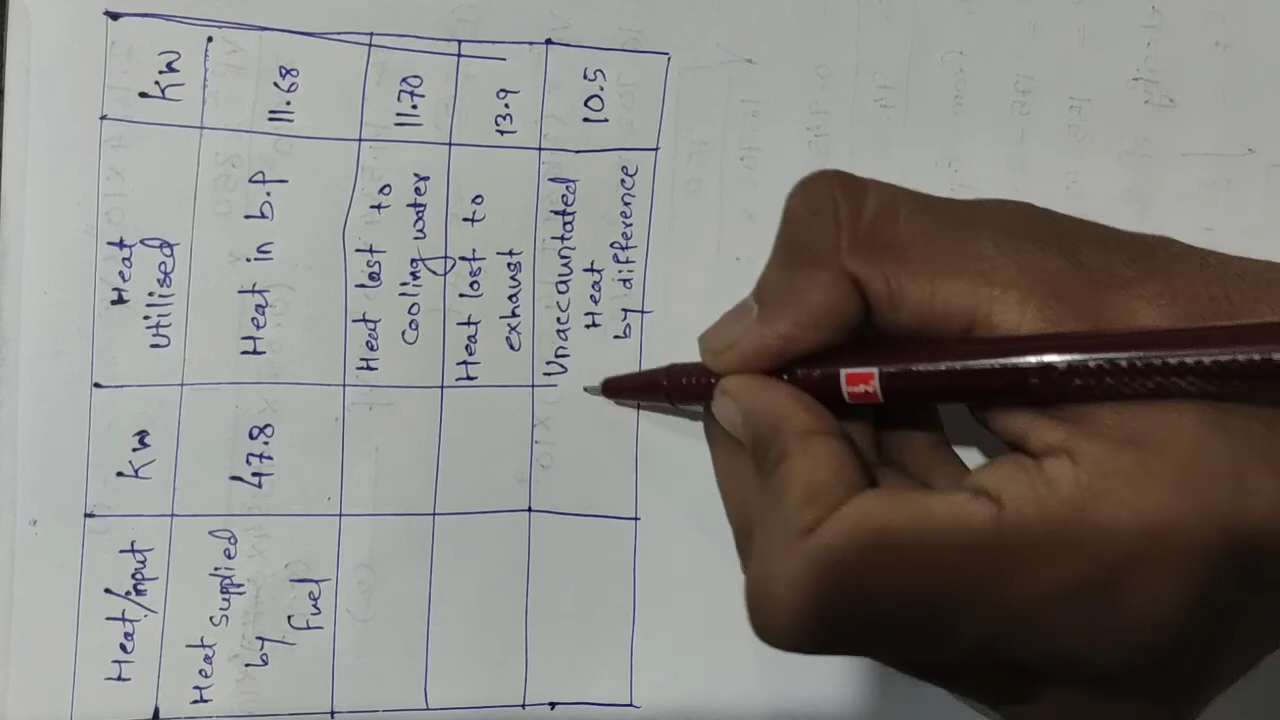 Heat/input
KW
Heat
utilised
KW
Heat supplied
by
fuel
47.8
Heat in b.p
11.68
Heat lost to
cooling water
11.70
Heat lost to
exhaust
13.9
Unaccauntated
Heat
by difference
10.5